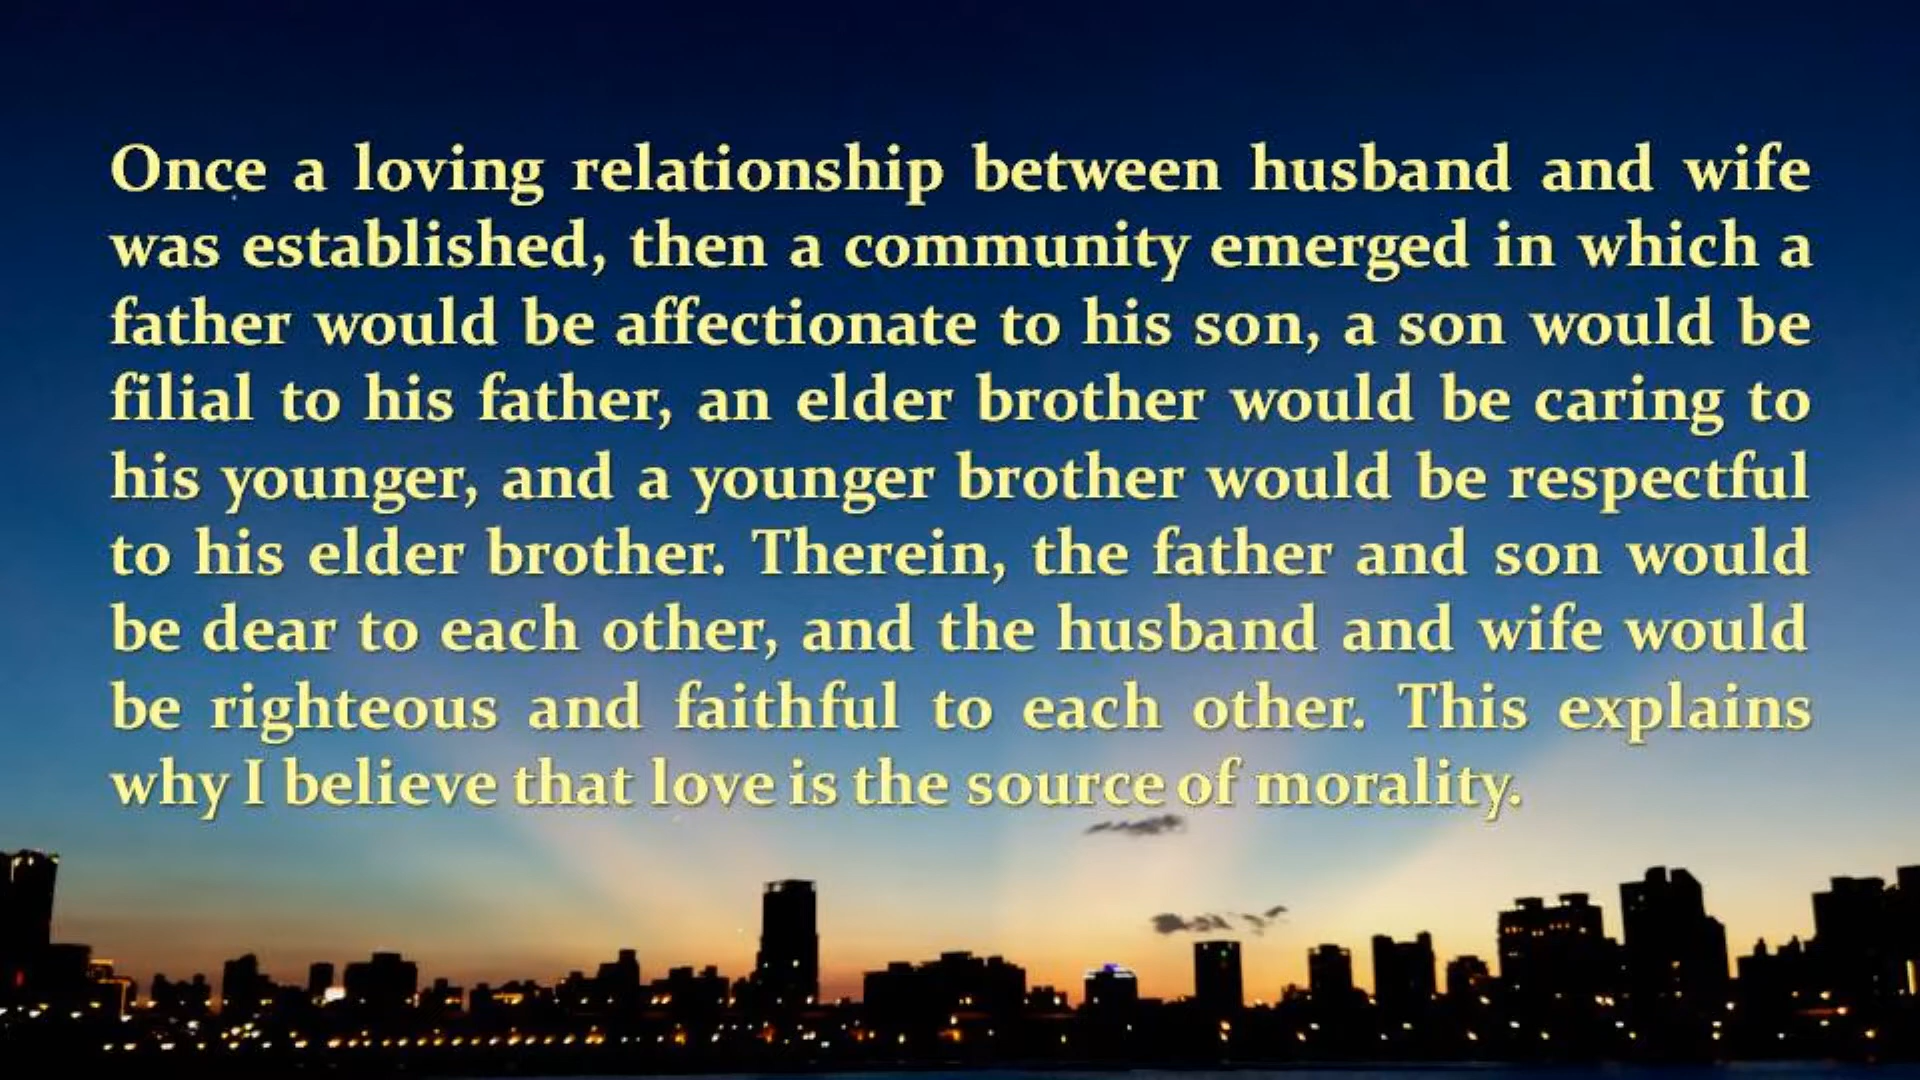 Once a loving relationship between husband and wife
was established, then a community emerged in which a
father would be affectionate to his son, a son would be
filial to his father, an elder brother would be caring to
his younger, and a younger brother would be respectful
to his elder brother. Therein, the father and son would
be dear to each other, and the husband and wife would
be righteous and faithful to each other. This explains
why I believe that love is the source of morality.